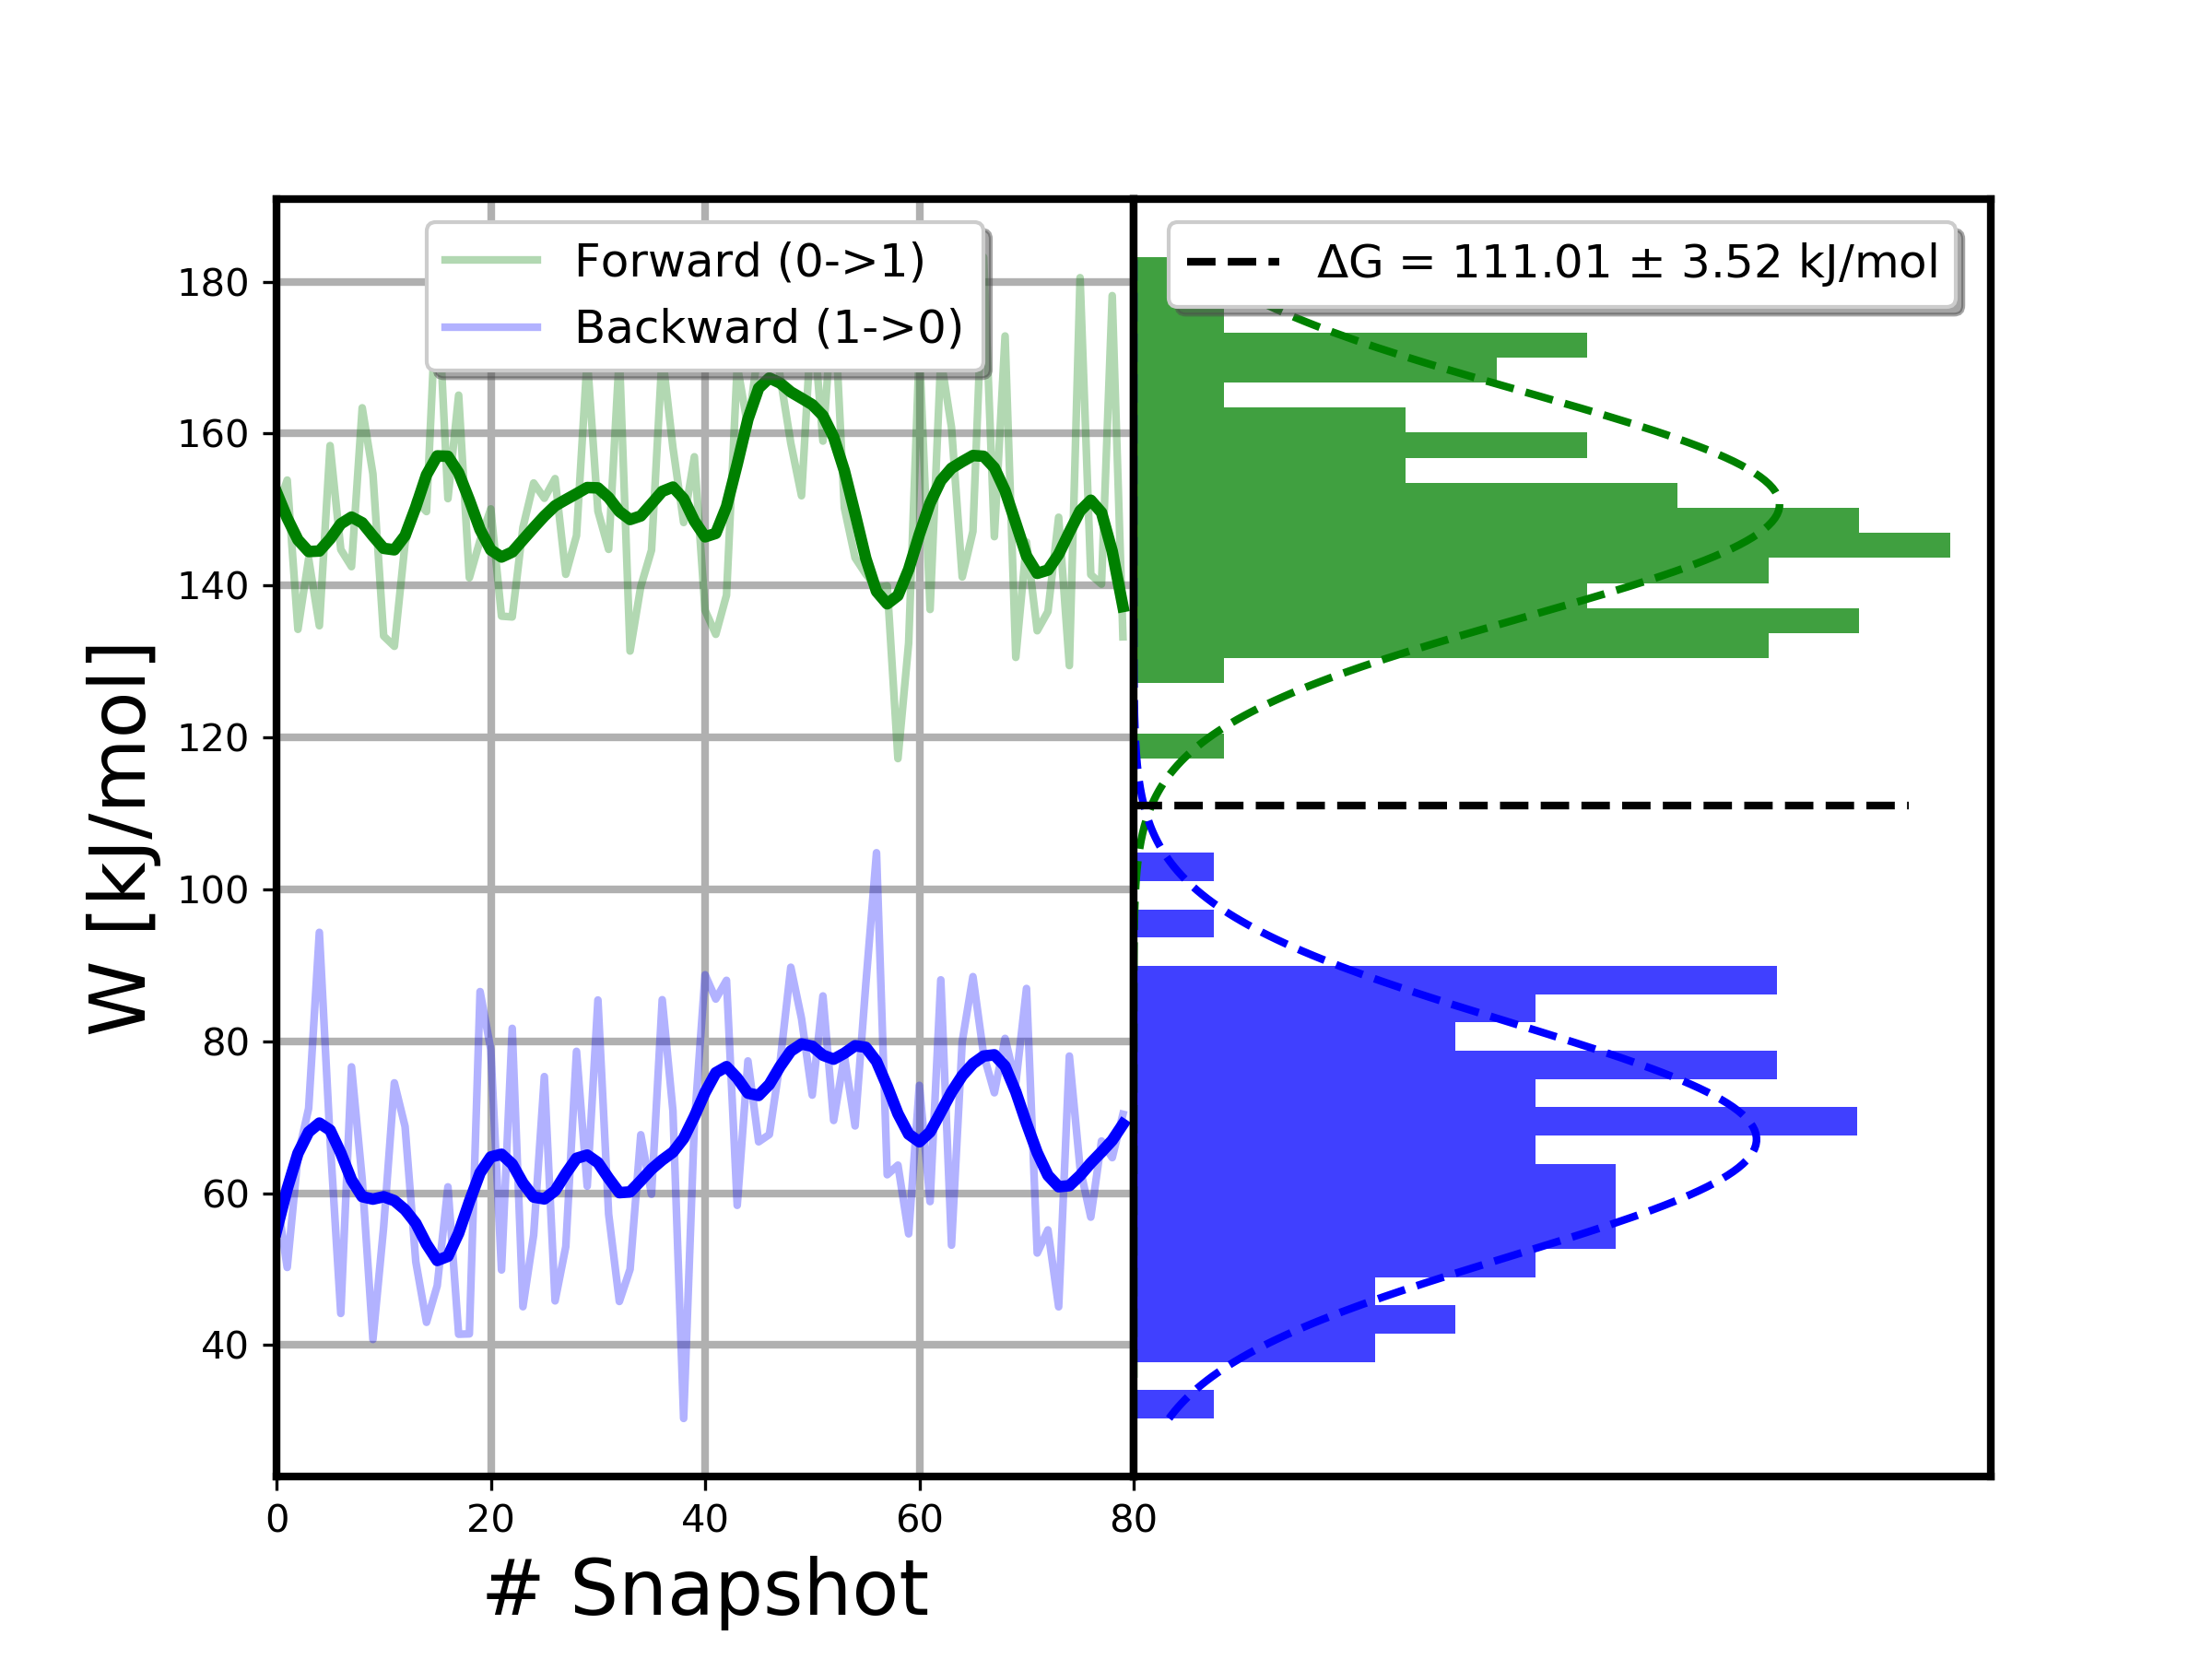 Forward (0->1)
Backward (1->0)
ΔG = 111.01 ± 3.52 kJ/mol
W [kJ/mol]
180
160
140
120
100
80
60
40
0 20 40 60 80
# Snapshot